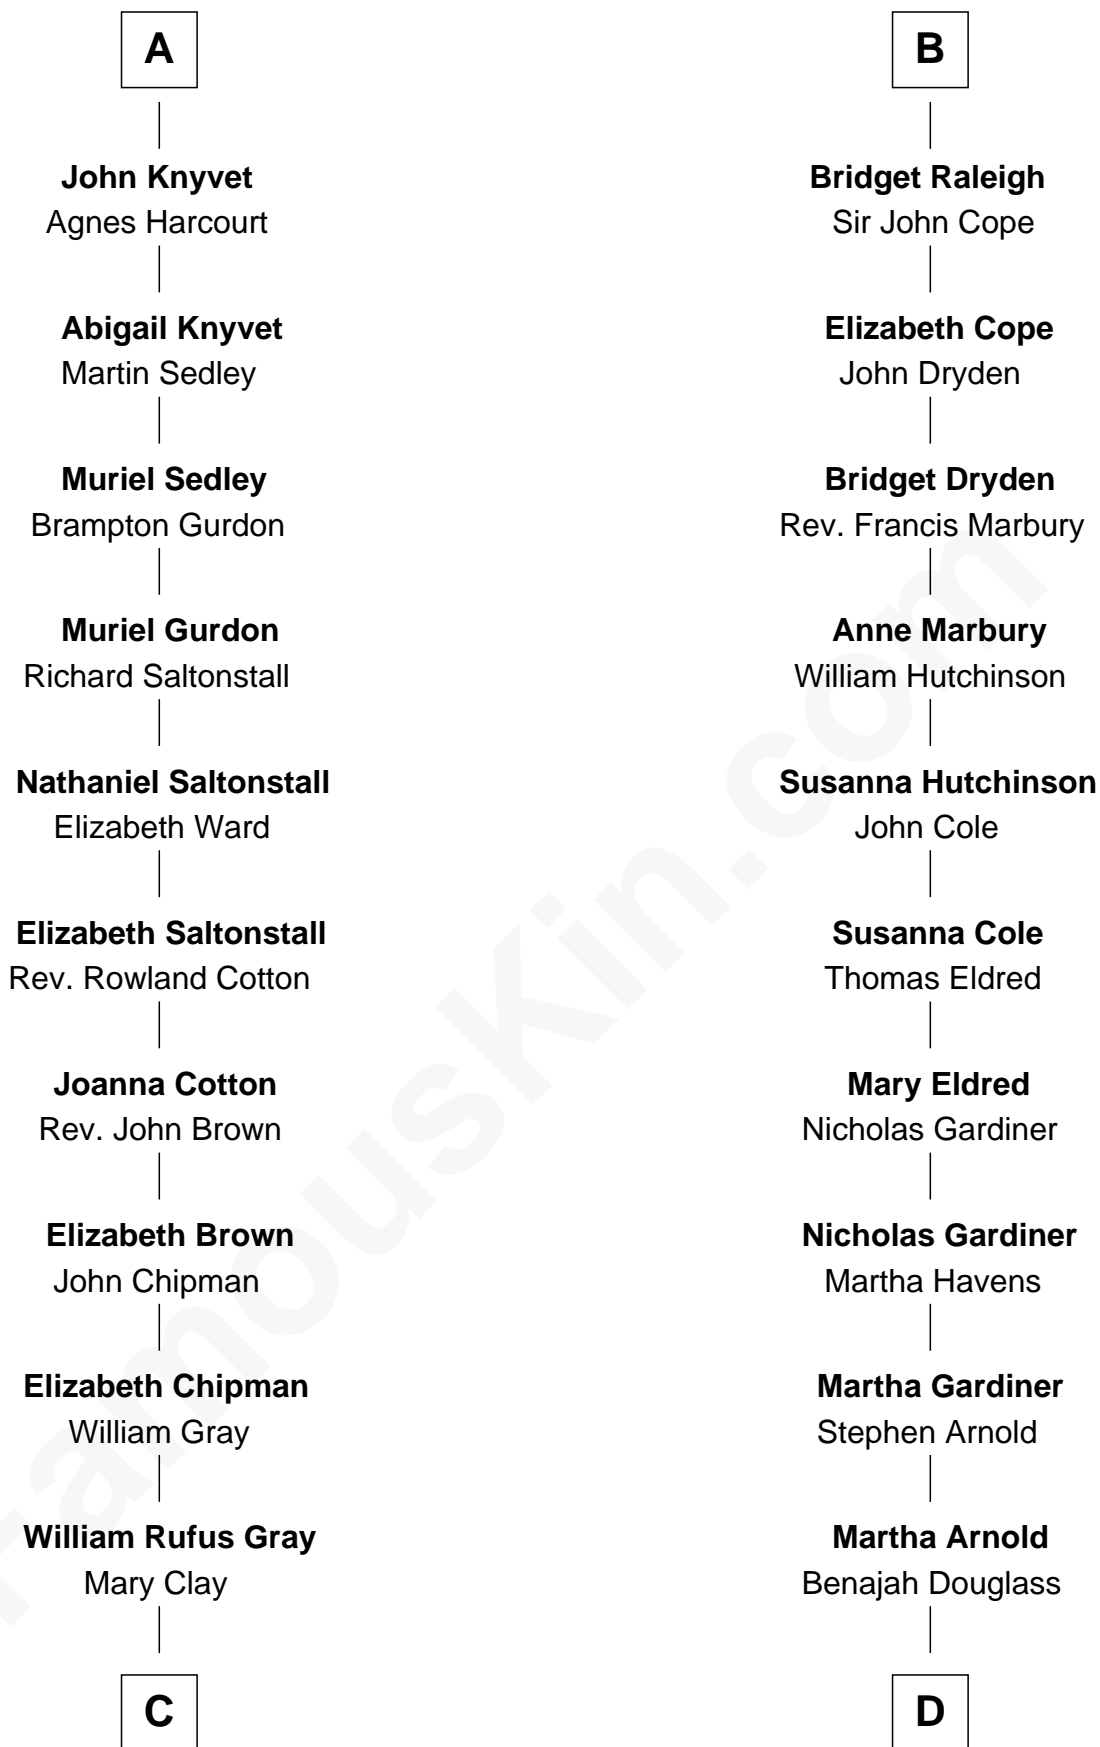 A
John Knyvet
Agnes Harcourt
Abigail Knyvet
Martin Sedley
Muriel Sedley
Brampton Gurdon
Muriel Gurdon
Richard Saltonstall
Nathaniel Saltonstall
Elizabeth Ward
Elizabeth Saltonstall
Rev. Rowland Cotton
Joanna Cotton
Rev. John Brown
Elizabeth Brown
John Chipman
Elizabeth Chipman
William Gray
William Rufus Gray
Mary Clay
C
B
Bridget Raleigh
Sir John Cope
Elizabeth Cope
John Dryden
Bridget Dryden
Rev. Francis Marbury
Anne Marbury
William Hutchinson
Susanna Hutchinson
John Cole
Susanna Cole
Thomas Eldred
Mary Eldred
Nicholas Gardiner
Nicholas Gardiner
Martha Havens
Martha Gardiner
Stephen Arnold
Martha Arnold
Benajah Douglass
D
FamousKin.com